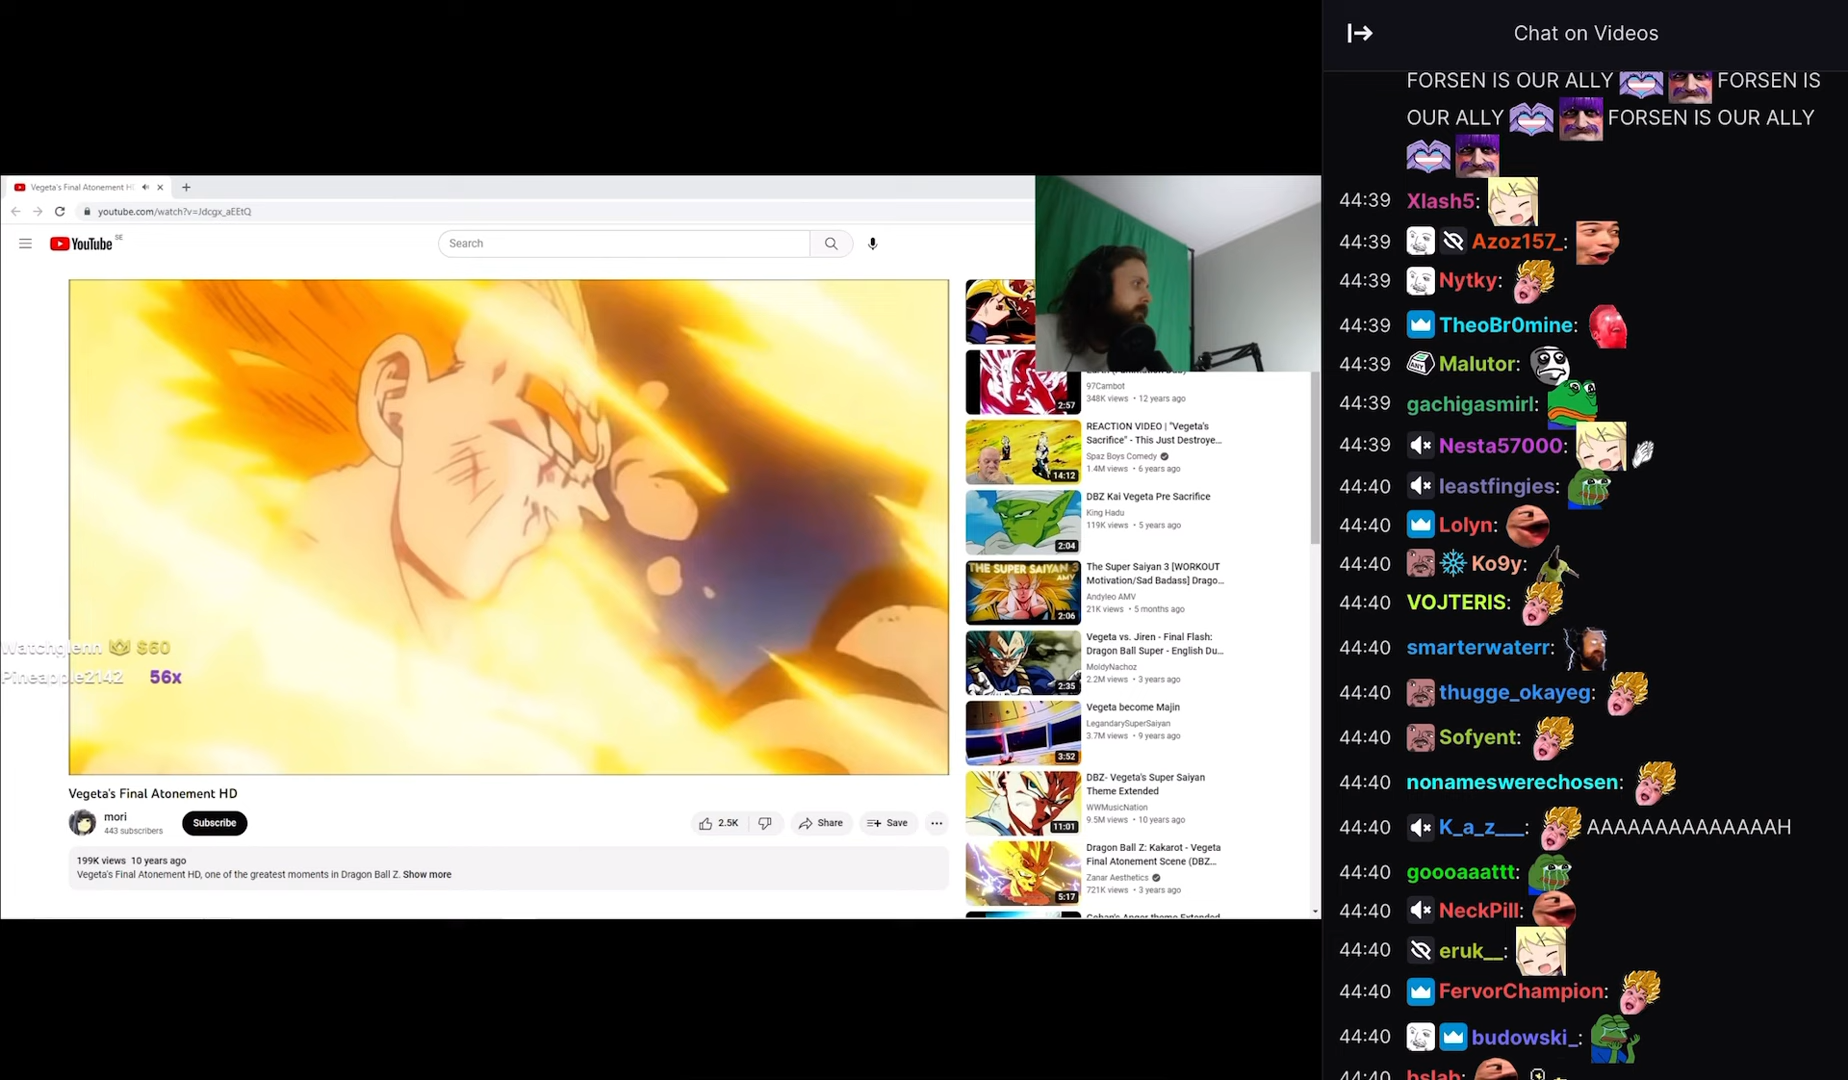 Vegeta's Final Atonement H
youtube.com/watch?v=Jdcgx_aEEtQ
YouTube SE
Search
Watchglenn $60
Pineapple2142 56x
Vegeta's Final Atonement HD
mori
443 subscribers
Subscribe
2.5K
Share
Save
199K views 10 years ago
Vegeta's Final Atonement HD, one of the greatest moments in Dragon Ball Z. Show more
97Cambot
348K views • 12 years ago
2:57
REACTION VIDEO | "Vegeta's
Sacrifice" - This Just Destroye...
Spaz Boys Comedy
1.4M views • 6 years ago
14:12
DBZ Kai Vegeta Pre Sacrifice
King Hadu
119K views • 5 years ago
2:04
THE SUPER SAIYAN 3
AMV
The Super Saiyan 3 [WORKOUT
Motivation/Sad Badass] Drago...
Andyleo AMV
21K views • 5 months ago
2:06
Vegeta vs. Jiren - Final Flash:
Dragon Ball Super - English Du...
MoldyNachoz
2.2M views • 3 years ago
2:35
Vegeta become Majin
LegandarySuperSaiyan
3.7M views • 9 years ago
3:52
DBZ- Vegeta's Super Saiyan
Theme Extended
WWMusicNation
9.5M views • 10 years ago
11:01
Dragon Ball Z: Kakarot - Vegeta
Final Atonement Scene (DBZ...
Zanar Aesthetics
721K views • 3 years ago
5:17
Gohan's Anger theme Extended
Chat on Videos
FORSEN IS OUR ALLY FORSEN IS
OUR ALLY FORSEN IS OUR ALLY
44:39 Xlash5:
44:39 Azoz157_:
44:39 Nytky:
44:39 TheoBr0mine:
44:39 ANY Malutor:
44:39 gachigasmirl:
44:39 Nesta57000:
44:40 leastfingies:
44:40 Lolyn:
44:40 Ko9y:
44:40 VOJTERIS:
44:40 smarterwaterr:
44:40 thugge_okayeg:
44:40 Sofyent:
44:40 nonameswerechosen:
44:40 K_a_z___: AAAAAAAAAAAAAAH
44:40 goooaaattt:
44:40 NeckPill:
44:40 eruk__:
44:40 FervorChampion:
44:40 budowski_:
44:40 hslab: